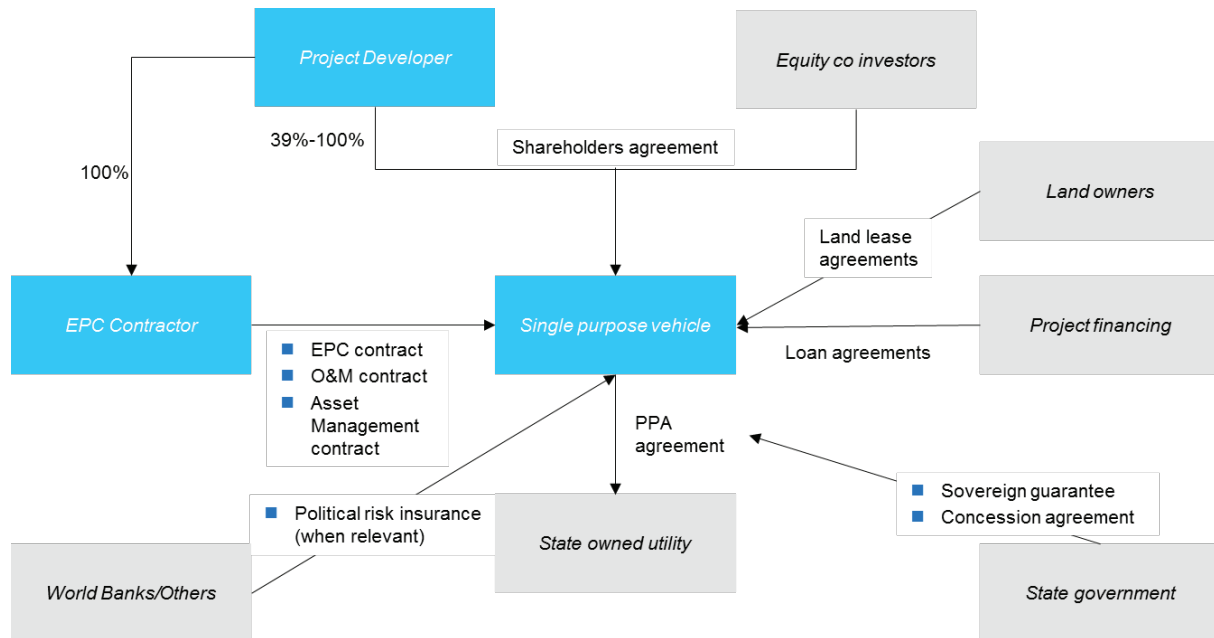 Project Developer
Equity co investors
39%-100%
Shareholders agreement
100%
Land owners
Land lease
agreements
EPC Contractor
Single purpose vehicle
Project financing
Loan agreements
EPC contract
O&M contract
Asset
Management
contract
PPA
agreement
Sovereign guarantee
Concession agreement
Political risk insurance
(when relevant)
State owned utility
World Banks/Others
State government